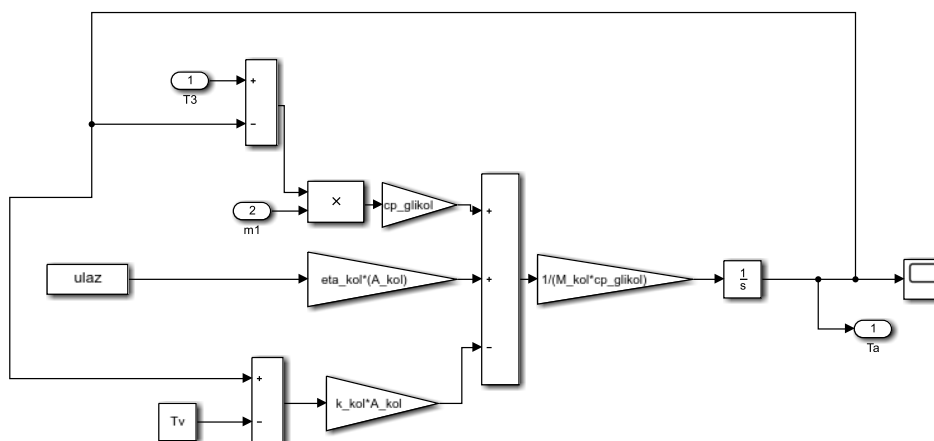 1
T3
+
−
2
m1
×
cp_glikol
+
1
s
ulaz
eta_kol*(A_kol)
+
1/(M_kol*cp_glikol)
1
Ta
−
+
Tv
−
k_kol*A_kol